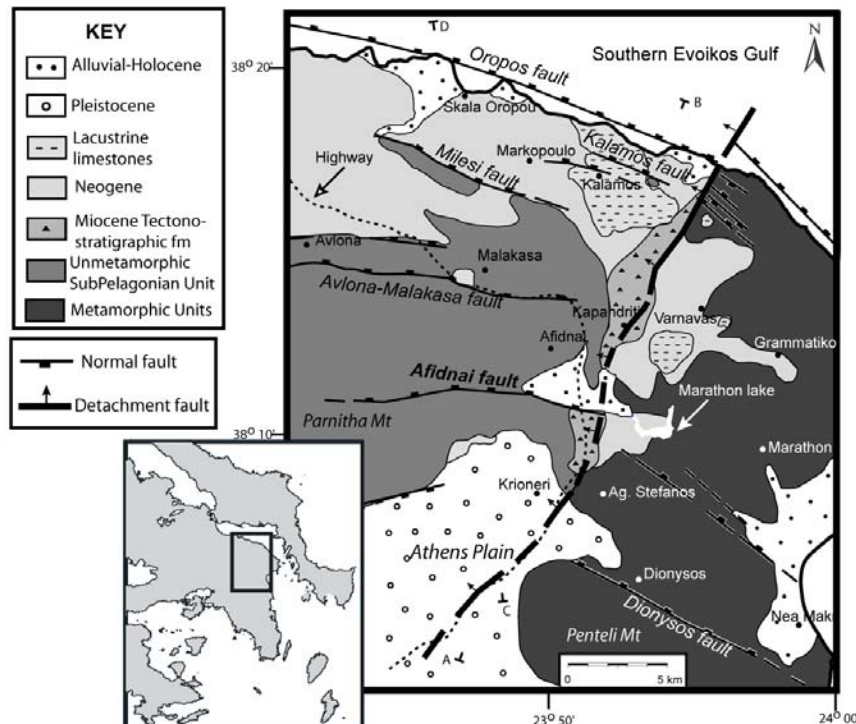 KEY
Alluvial-Holocene
Pleistocene
Lacustrine
limestones
Neogene
Miocene Tectono-
stratigraphic fm
Unmetamorphic
SubPelagonian Unit
Metamorphic Units
Normal fault
Detachment fault
38° 20'
38° 10'
23° 50'
24° 00'
D
Oropos fault
Southern Evoikos Gulf
N
B
Skala Oropou
Highway
Markopoulo
Kalamos fault
Milesi fault
Kalamos
Avlona
Malakasa
Avlona-Malakasa fault
Kapandriti
Varnavas
Afidnai
Grammatiko
Afidnai fault
Marathon lake
Parnitha Mt
Marathon
Krioneri
Ag. Stefanos
Athens Plain
Dionysos
C
Dionysos fault
Nea Mak
Penteli Mt
A
0 5 km